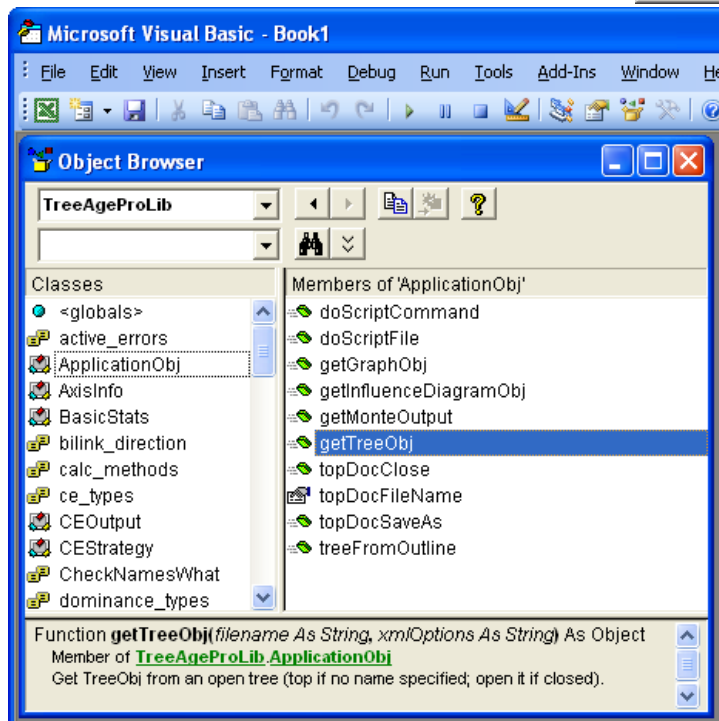 Microsoft Visual Basic - Book1
File Edit View Insert Format Debug Run Tools Add-Ins Window He
Object Browser
TreeAgeProLib
Classes
<globals>
active_errors
ApplicationObj
AxisInfo
BasicStats
bilink_direction
calc_methods
ce_types
CEOutput
CEStrategy
CheckNamesWhat
dominance_types
Members of 'ApplicationObj'
doScriptCommand
doScriptFile
getGraphObj
getInfluenceDiagramObj
getMonteOutput
getTreeObj
topDocClose
topDocFileName
topDocSaveAs
treeFromOutline
Function getTreeObj(filename As String, xmlOptions As String) As Object
Member of TreeAgeProLib.ApplicationObj
Get TreeObj from an open tree (top if no name specified; open it if closed).